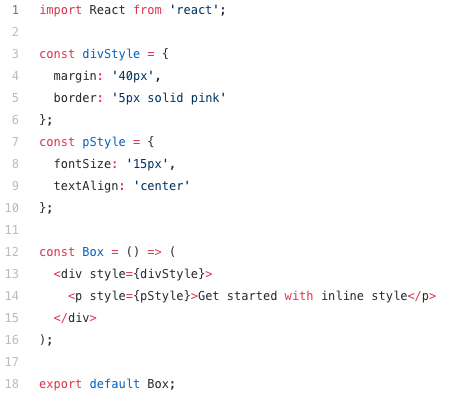 1 import React from 'react';
2
3 const divStyle = {
4   margin: '40px',
5   border: '5px solid pink'
6 };
7 const pStyle = {
8   fontSize: '15px',
9   textAlign: 'center'
10 };
11
12 const Box = () => (
13   <div style={divStyle}>
14     <p style={pStyle}>Get started with inline style</p>
15   </div>
16 );
17
18 export default Box;